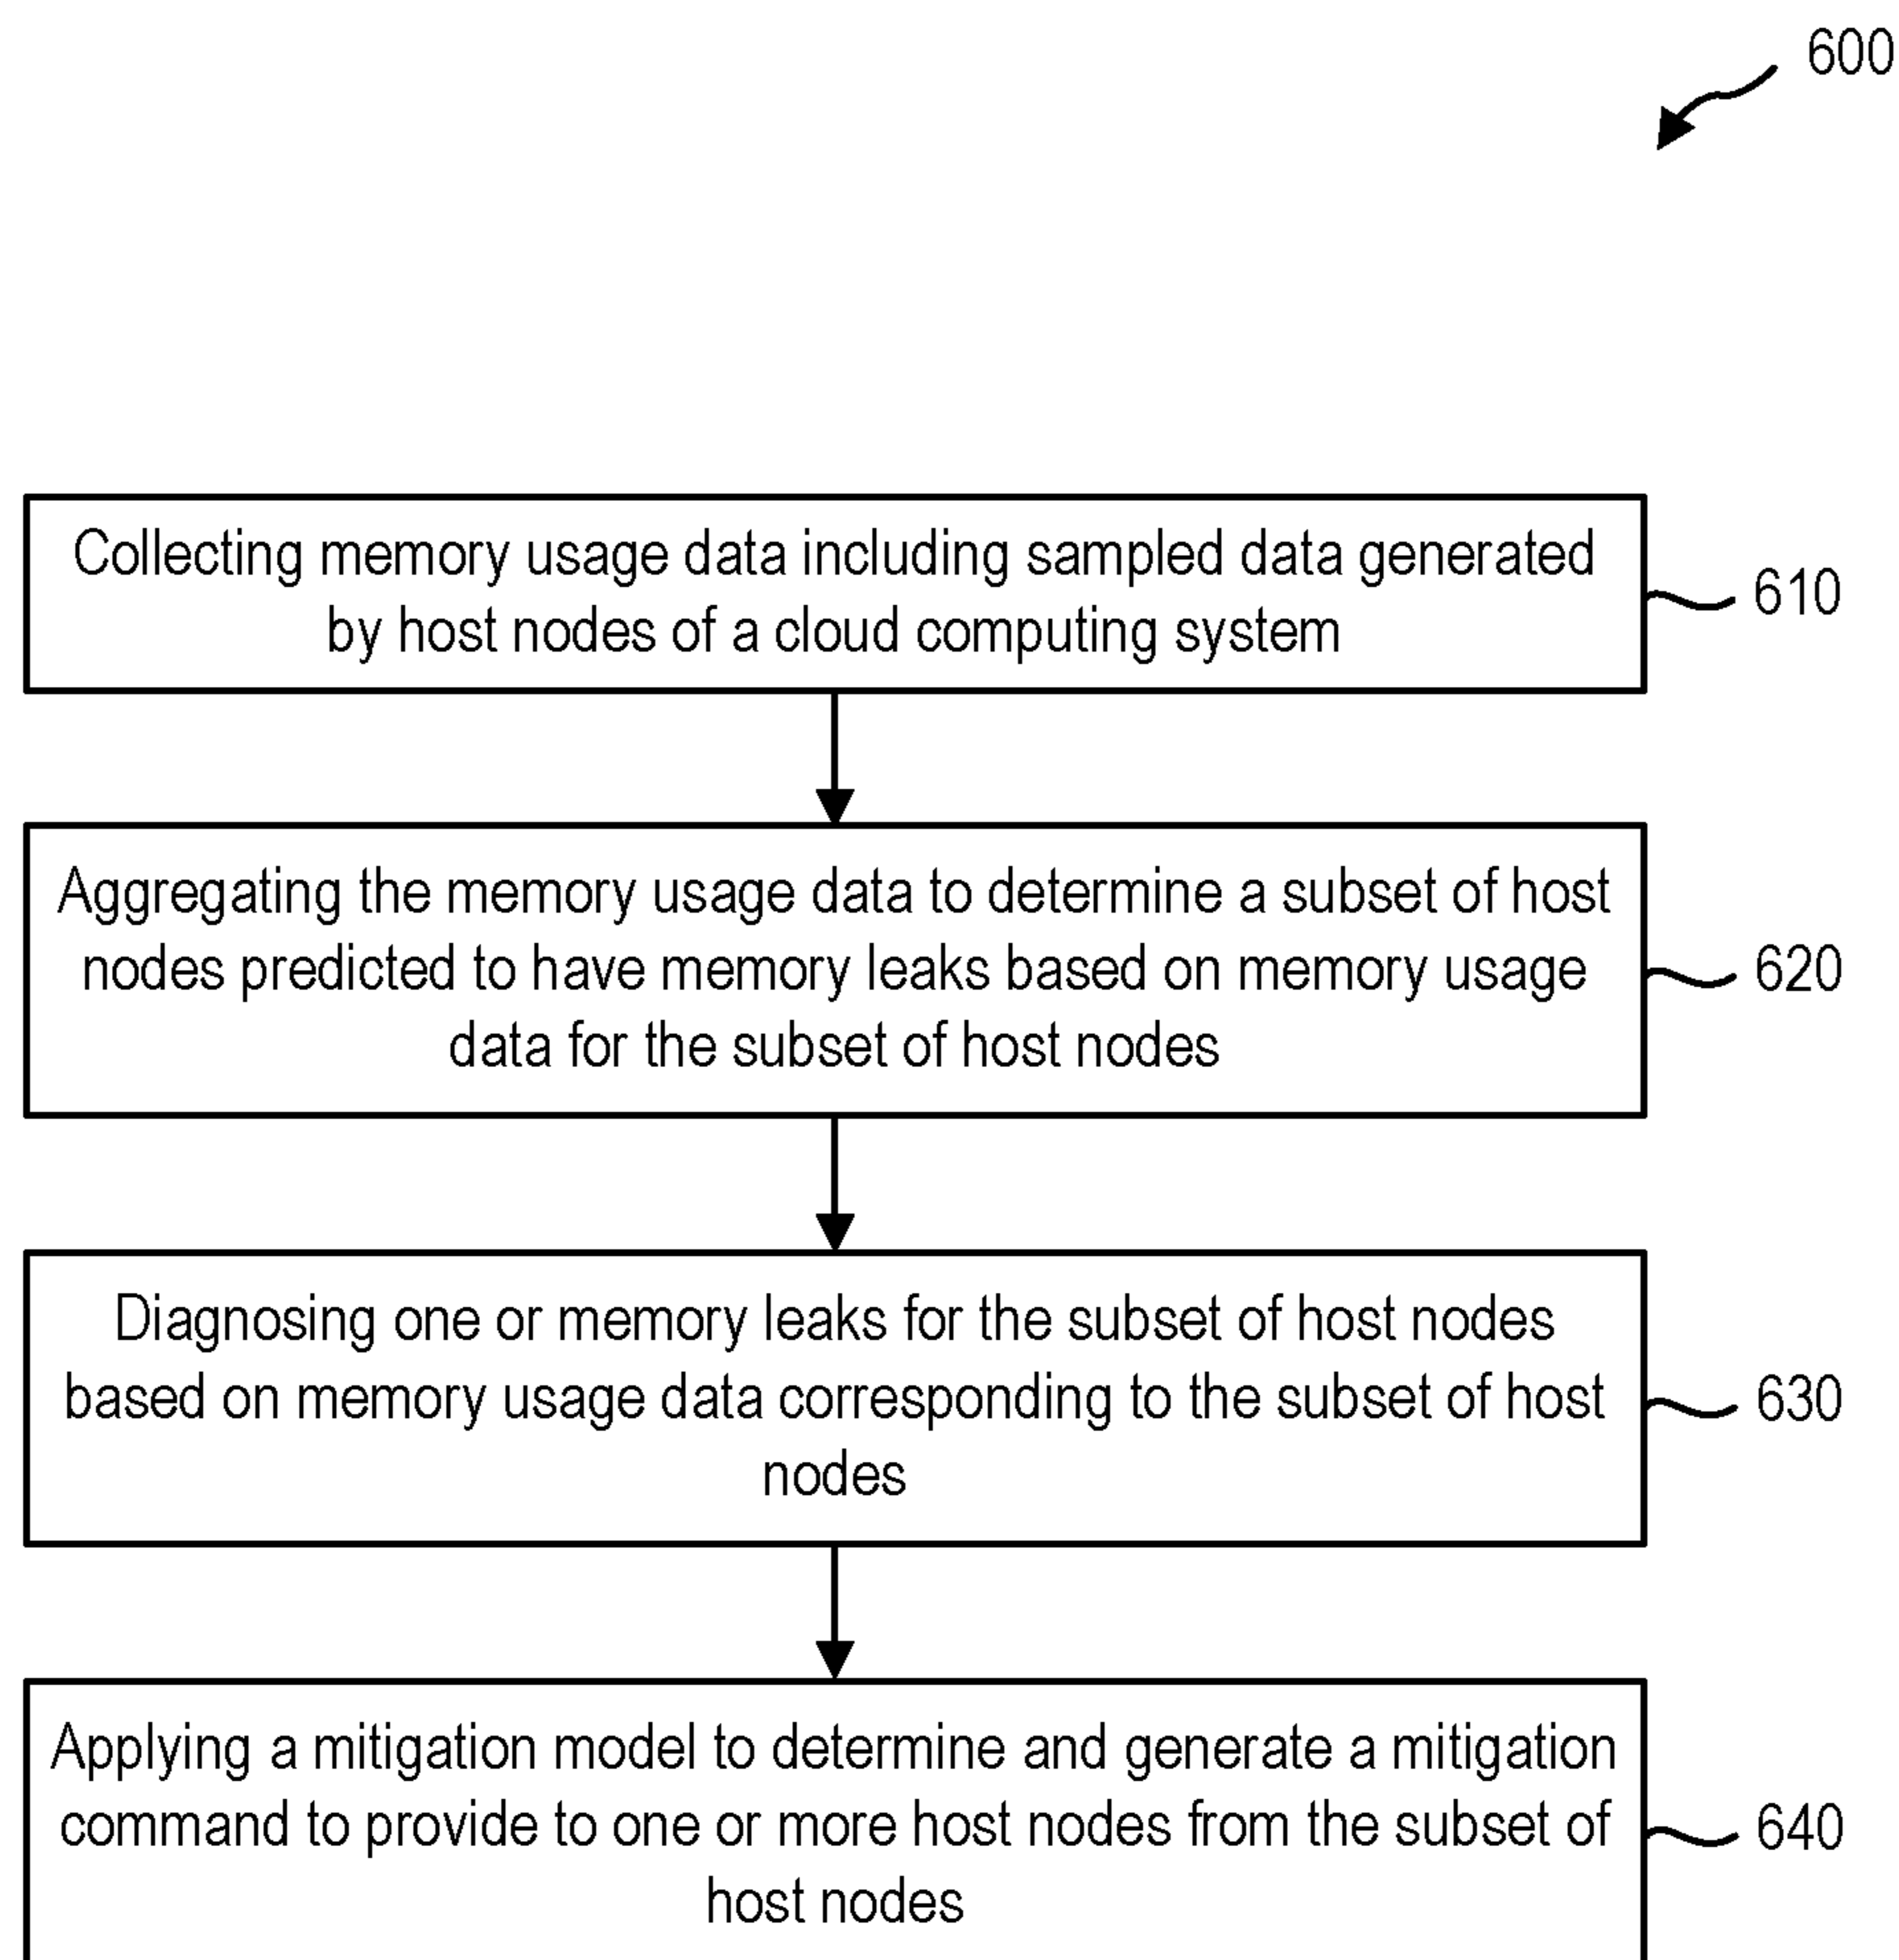 600
Collecting memory usage data including sampled data generated
by host nodes of a cloud computing system
610
Aggregating the memory usage data to determine a subset of host
nodes predicted to have memory leaks based on memory usage
data for the subset of host nodes
620
Diagnosing one or memory leaks for the subset of host nodes
based on memory usage data corresponding to the subset of host
nodes
630
Applying a mitigation model to determine and generate a mitigation
command to provide to one or more host nodes from the subset of
host nodes
640